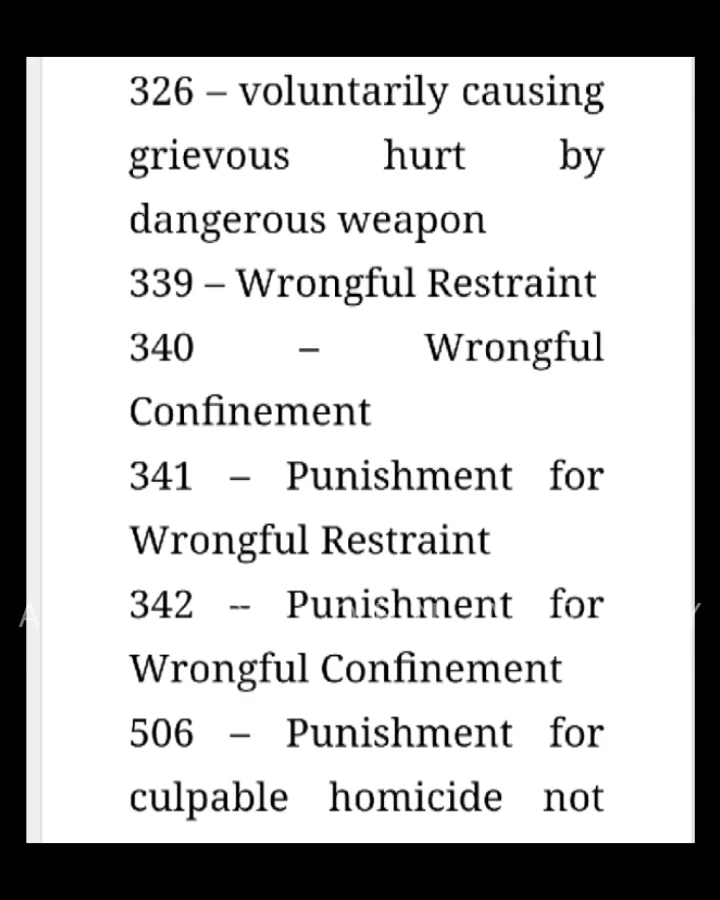 326 – voluntarily causing
grievous hurt by
dangerous weapon
339 – Wrongful Restraint
340 – Wrongful
Confinement
341 – Punishment for
Wrongful Restraint
342 -- Punishment for
Wrongful Confinement
506 – Punishment for
culpable homicide not